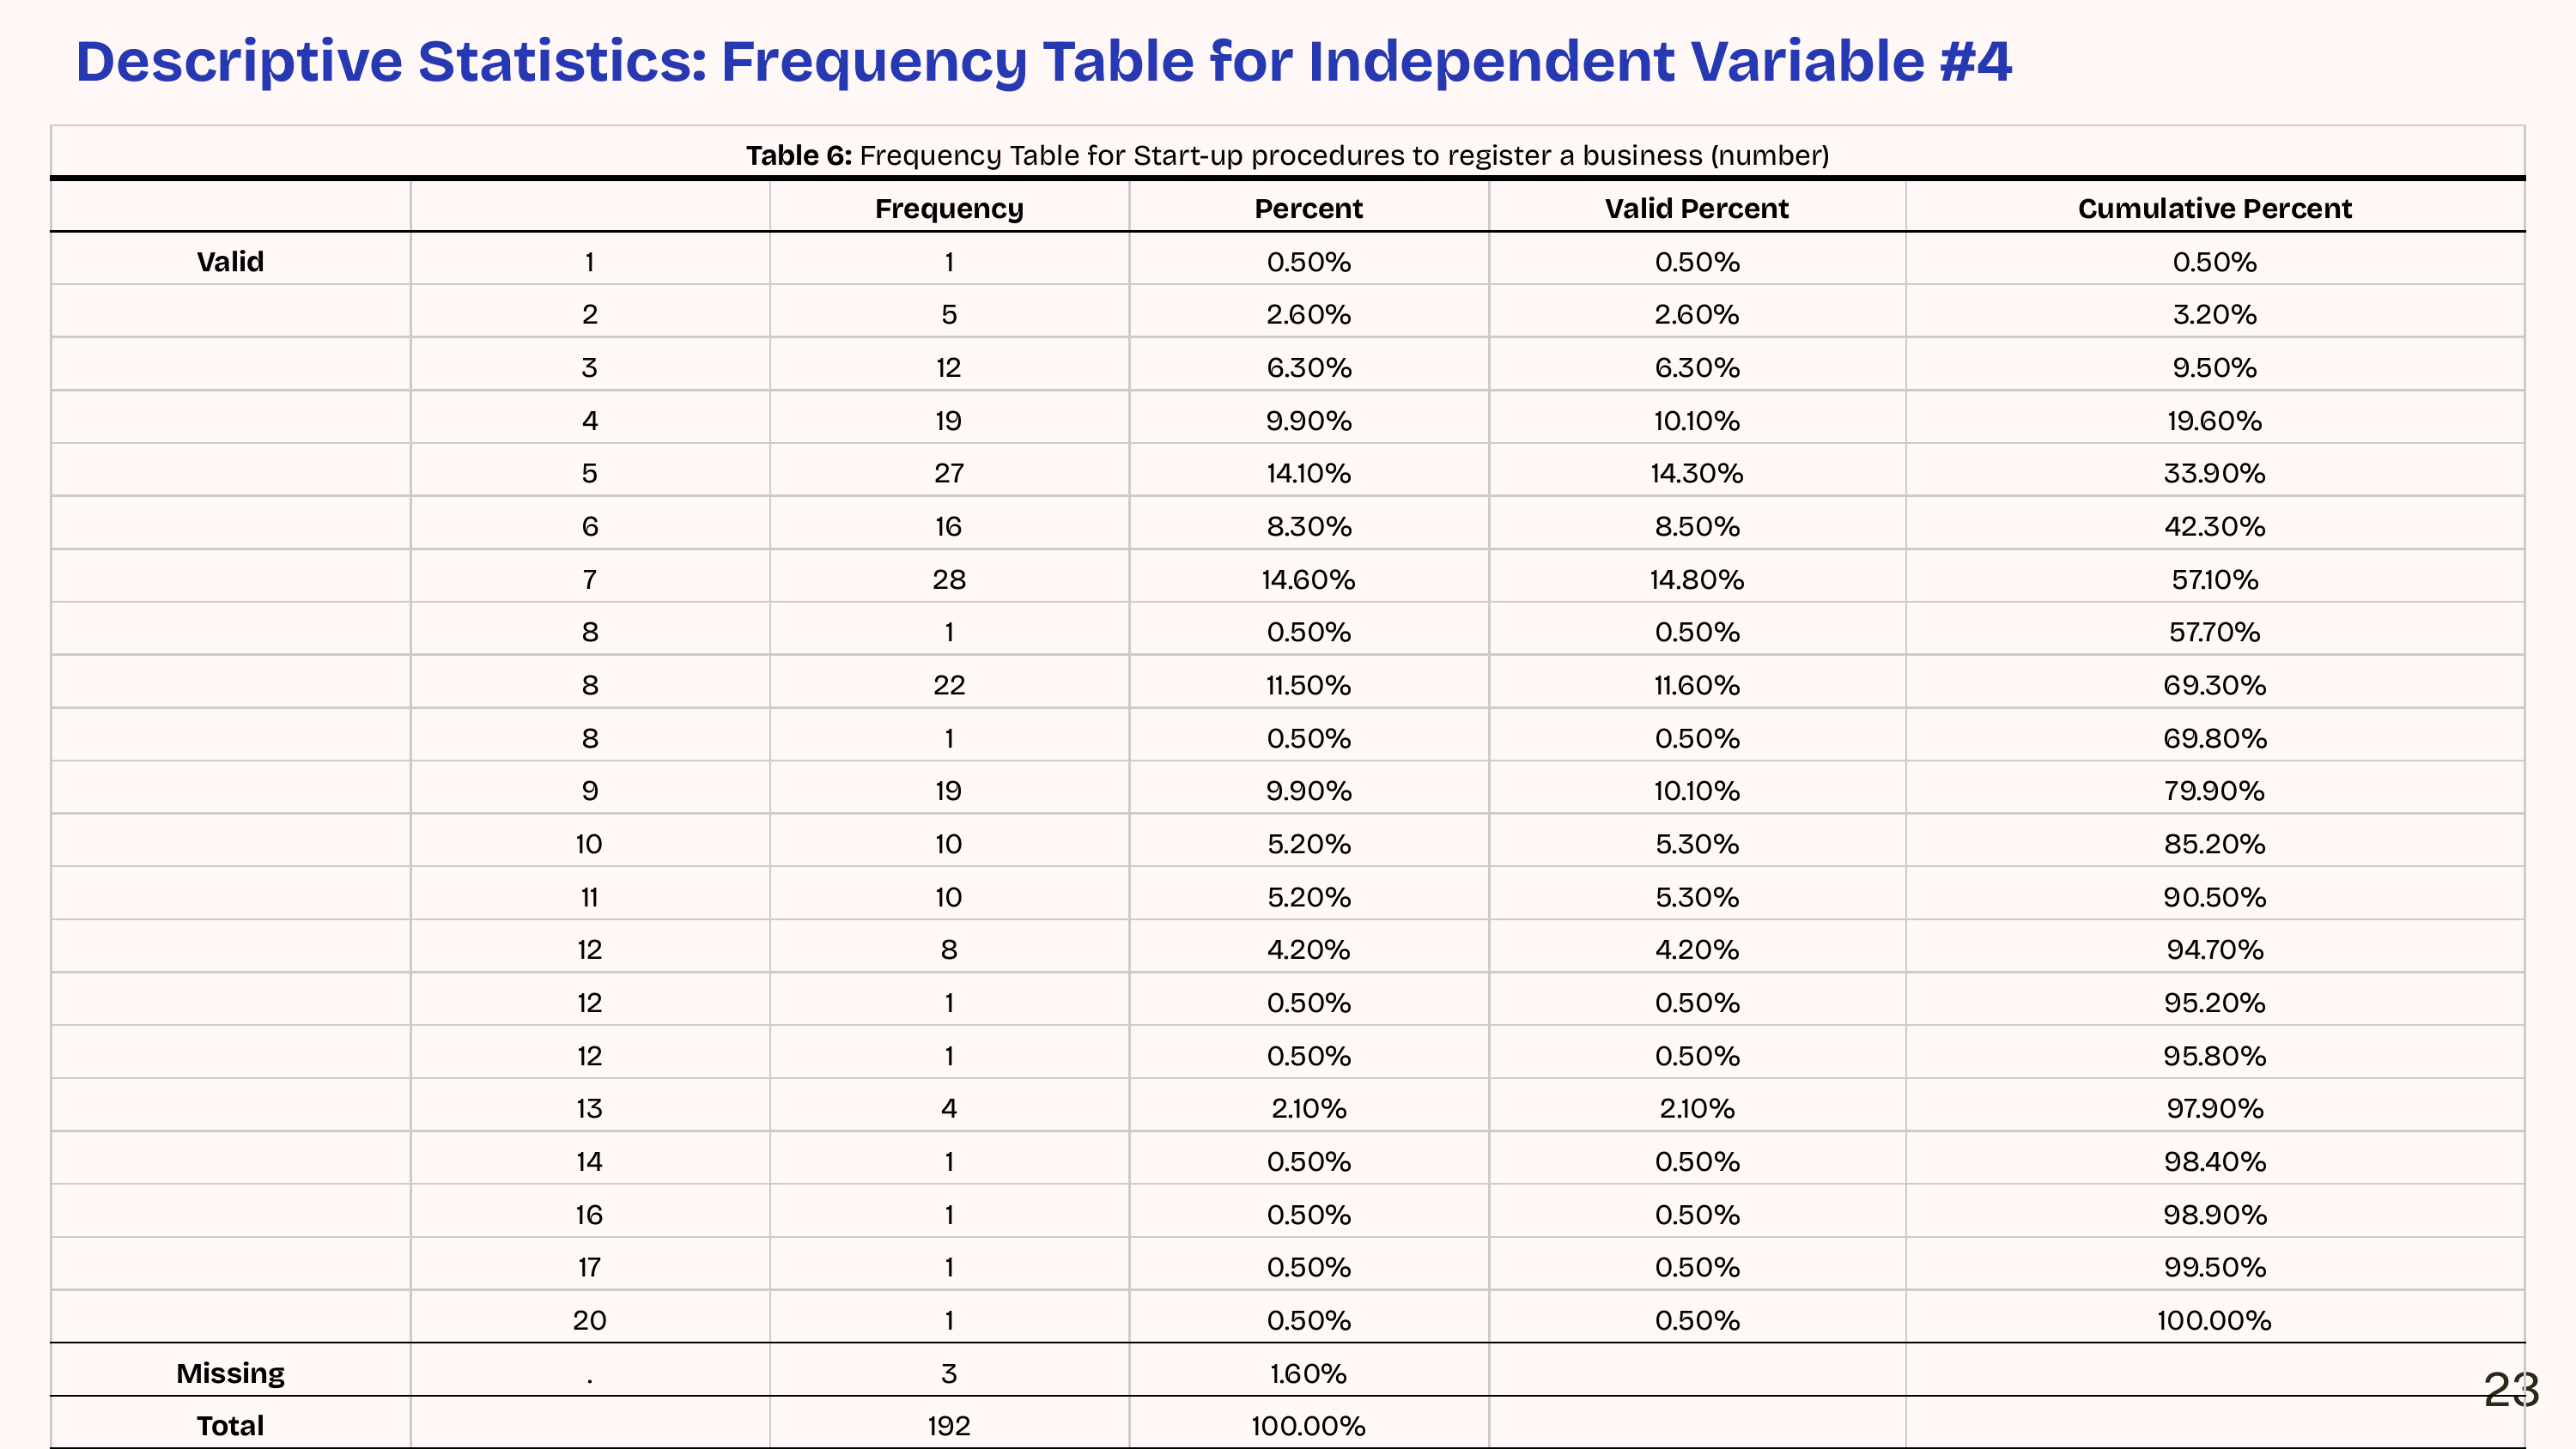 Descriptive Statistics: Frequency Table for Independent Variable #4
Table 6: Frequency Table for Start-up procedures to register a business (number)
Frequency Percent Valid Percent Cumulative Percent
Valid 1 1 0.50% 0.50% 0.50%
2 5 2.60% 2.60% 3.20%
3 12 6.30% 6.30% 9.50%
4 19 9.90% 10.10% 19.60%
5 27 14.10% 14.30% 33.90%
6 16 8.30% 8.50% 42.30%
7 28 14.60% 14.80% 57.10%
8 1 0.50% 0.50% 57.70%
8 22 11.50% 11.60% 69.30%
8 1 0.50% 0.50% 69.80%
9 19 9.90% 10.10% 79.90%
10 10 5.20% 5.30% 85.20%
11 10 5.20% 5.30% 90.50%
12 8 4.20% 4.20% 94.70%
12 1 0.50% 0.50% 95.20%
12 1 0.50% 0.50% 95.80%
13 4 2.10% 2.10% 97.90%
14 1 0.50% 0.50% 98.40%
16 1 0.50% 0.50% 98.90%
17 1 0.50% 0.50% 99.50%
20 1 0.50% 0.50% 100.00%
Missing . 3 1.60%
23
Total 192 100.00%